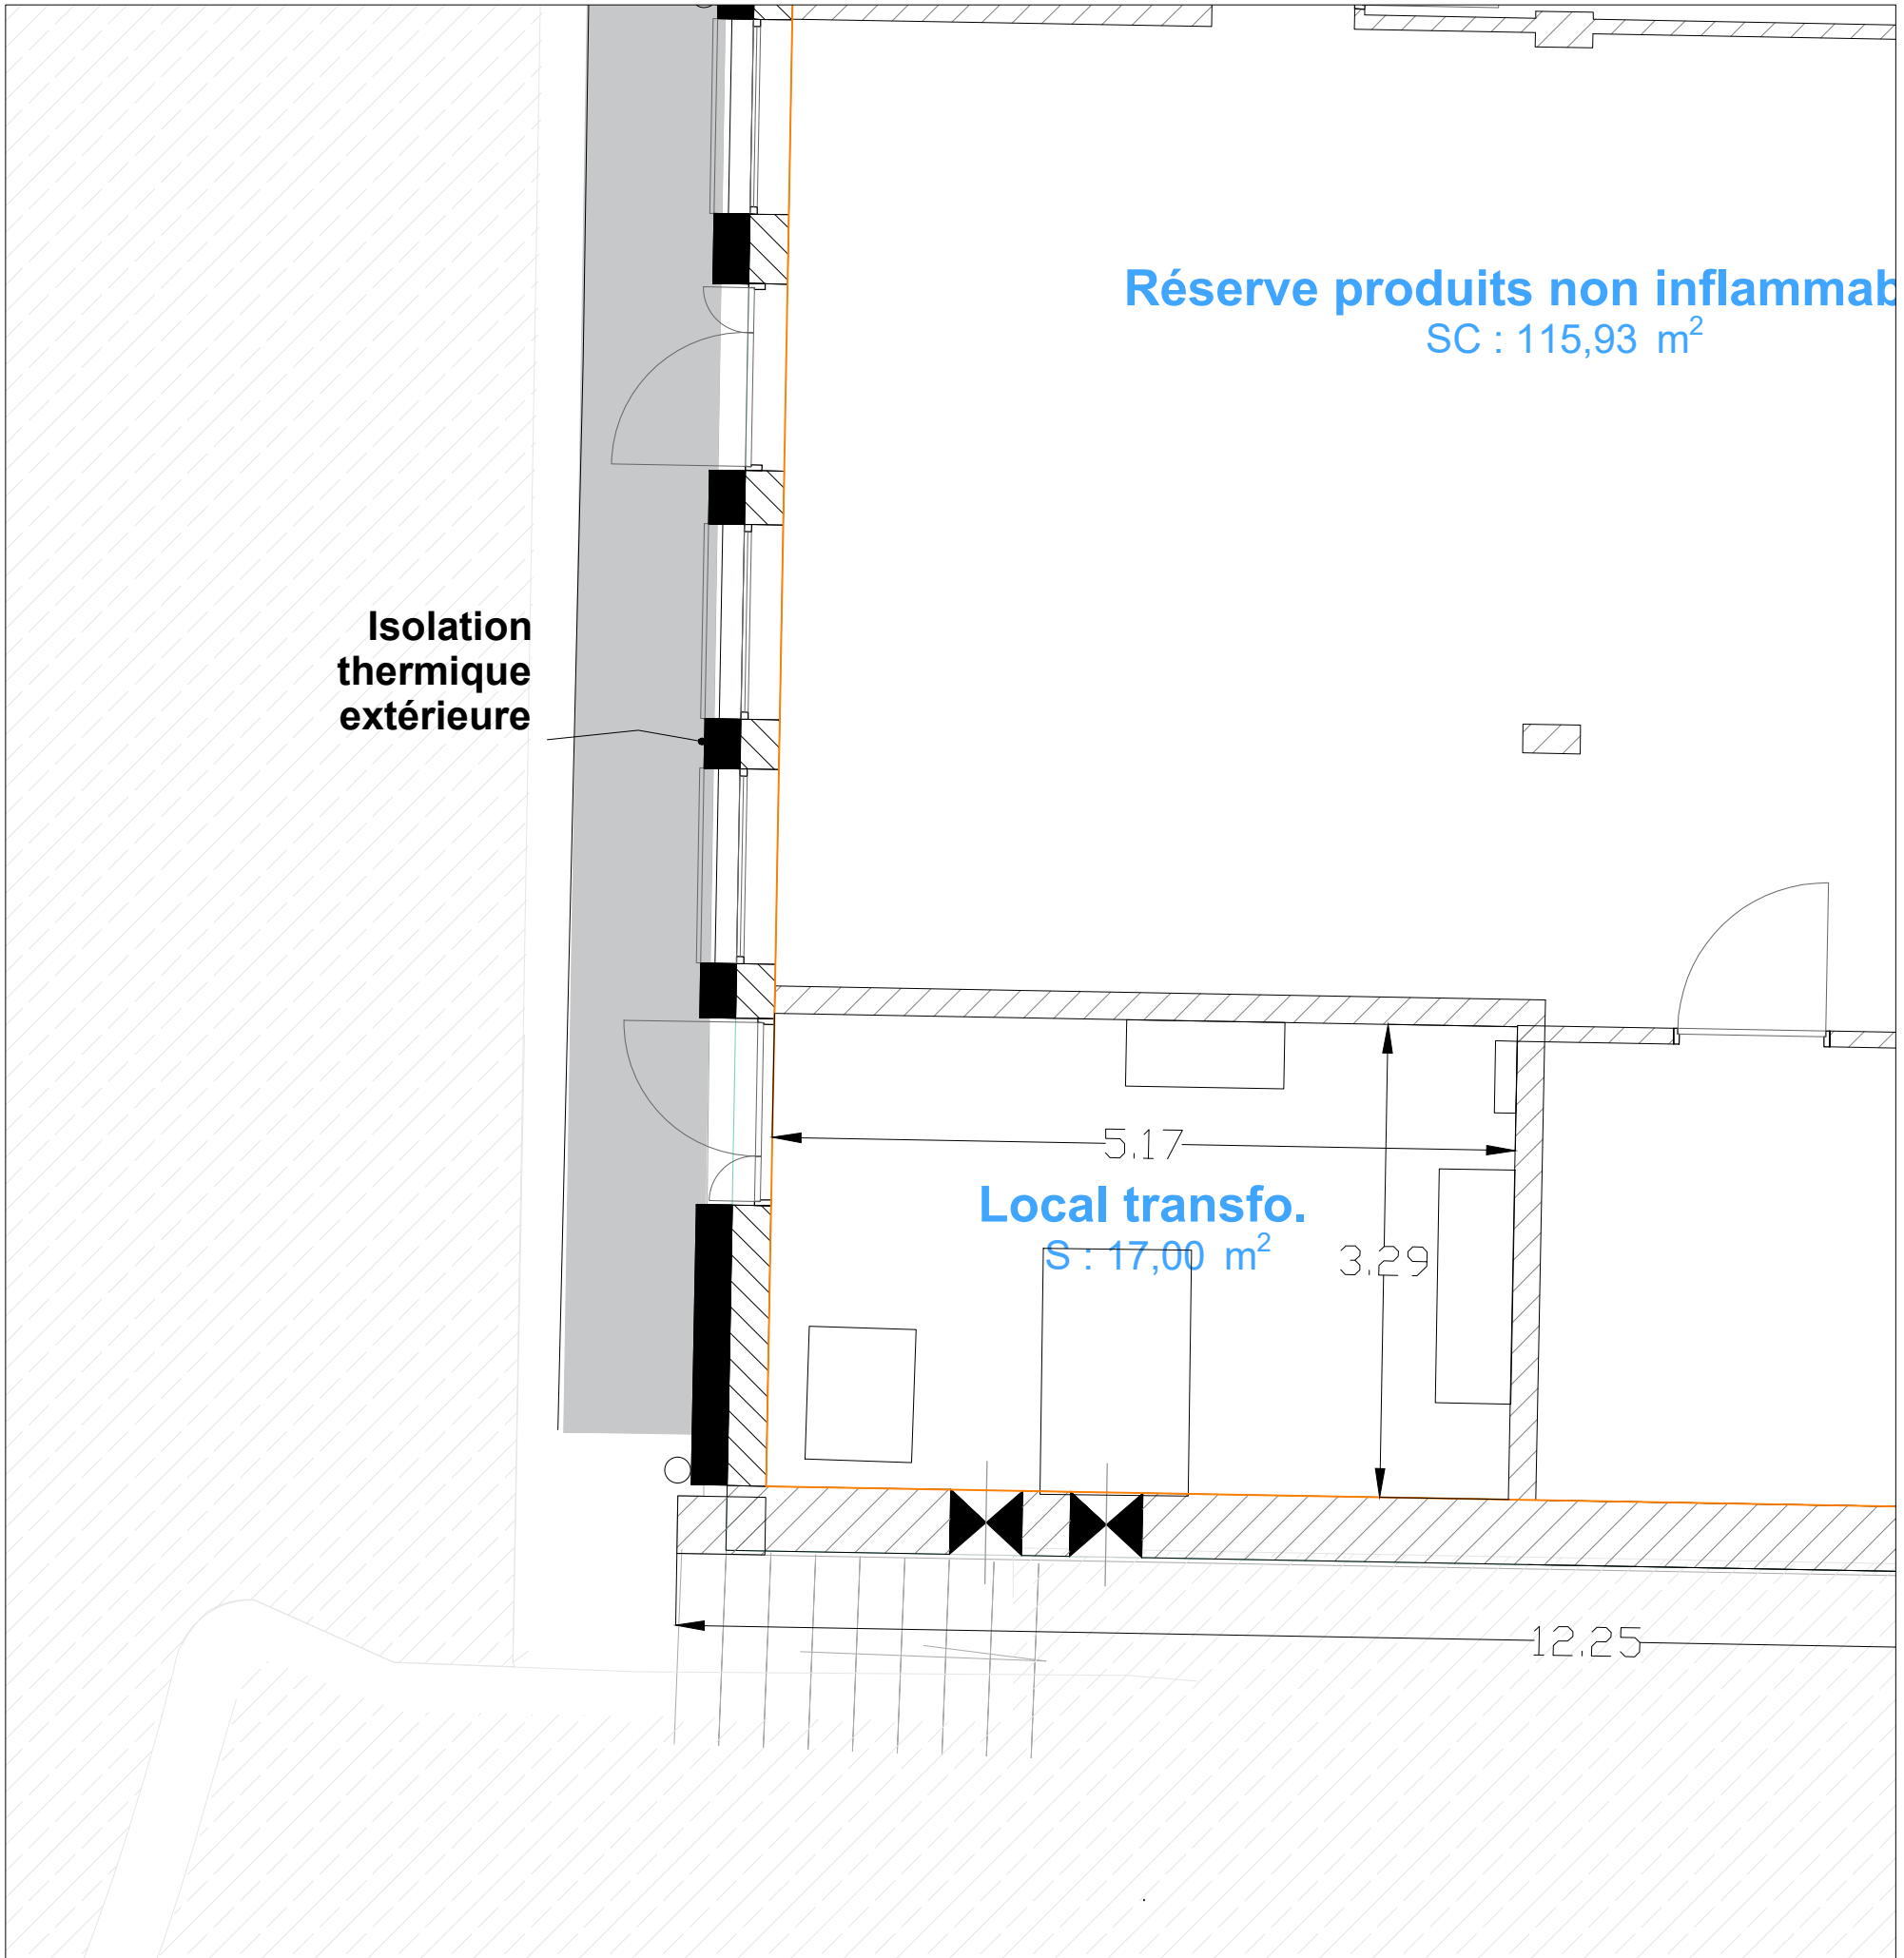 Réserve produits non inflammab
SC : 115,93 m²
Isolation
thermique
extérieure
5.17
Local transfo.
S : 17,00 m²
3.29
12.25